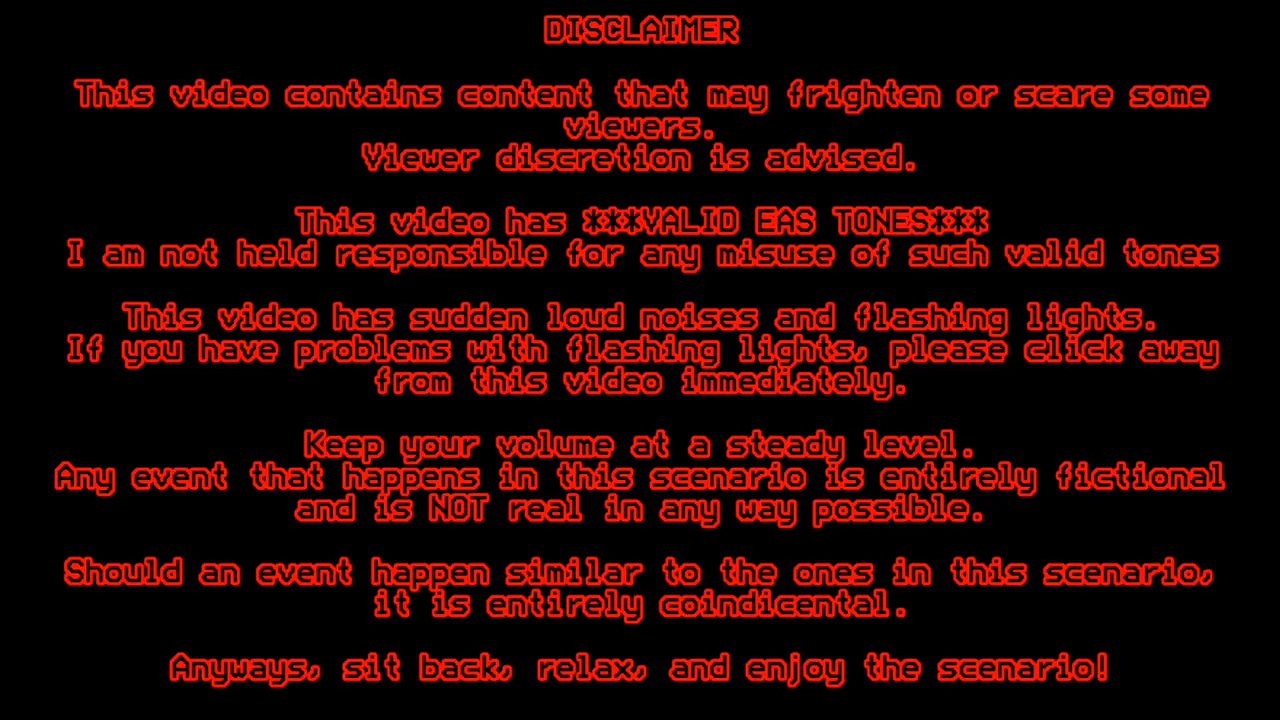 DISCLAIMER
This video contains content that may frighten or scare some
viewers.
Viewer discretion is advised.
This video has ***VALID EAS TONES***
I am not held responsible for any misuse of such valid tones
This video has sudden loud noises and flashing lights.
If you have problems with flashing lights, please click away
from this video immediately.
Keep your volume at a steady level.
Any event that happens in this scenario is entirely fictional
and is NOT real in any way possible.
Should an event happen similar to the ones in this scenario,
it is entirely coindicental.
Anyways, sit back, relax, and enjoy the scenario!